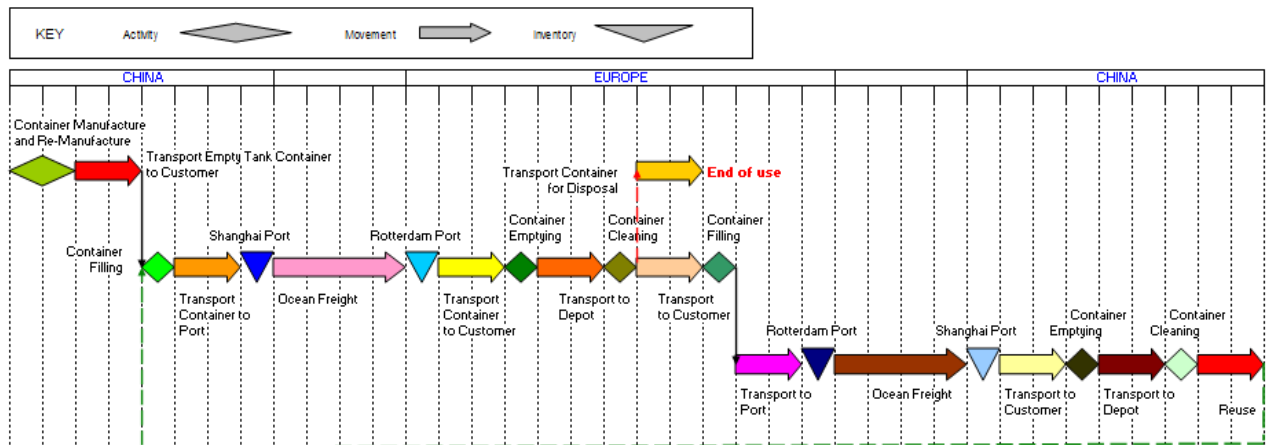 KEY
Activity
Movement
Inventory
CHINA
EUROPE
CHINA
Container Manufacture
and Re-Manufacture
Transport Empty Tank Container
to Customer
Transport Container
for Disposal
End of use
Container
Filling
Shanghai Port
Rotterdam Port
Container
Emptying
Container
Cleaning
Container
Filling
Transport
Container to
Port
Ocean Freight
Transport
Container
to Customer
Transport to
Depot
Transport
to Customer
Rotterdam Port
Shanghai Port
Container
Emptying
Container
Cleaning
Transport to
Port
Ocean Freight
Transport to
Customer
Transport to
Depot
Reuse